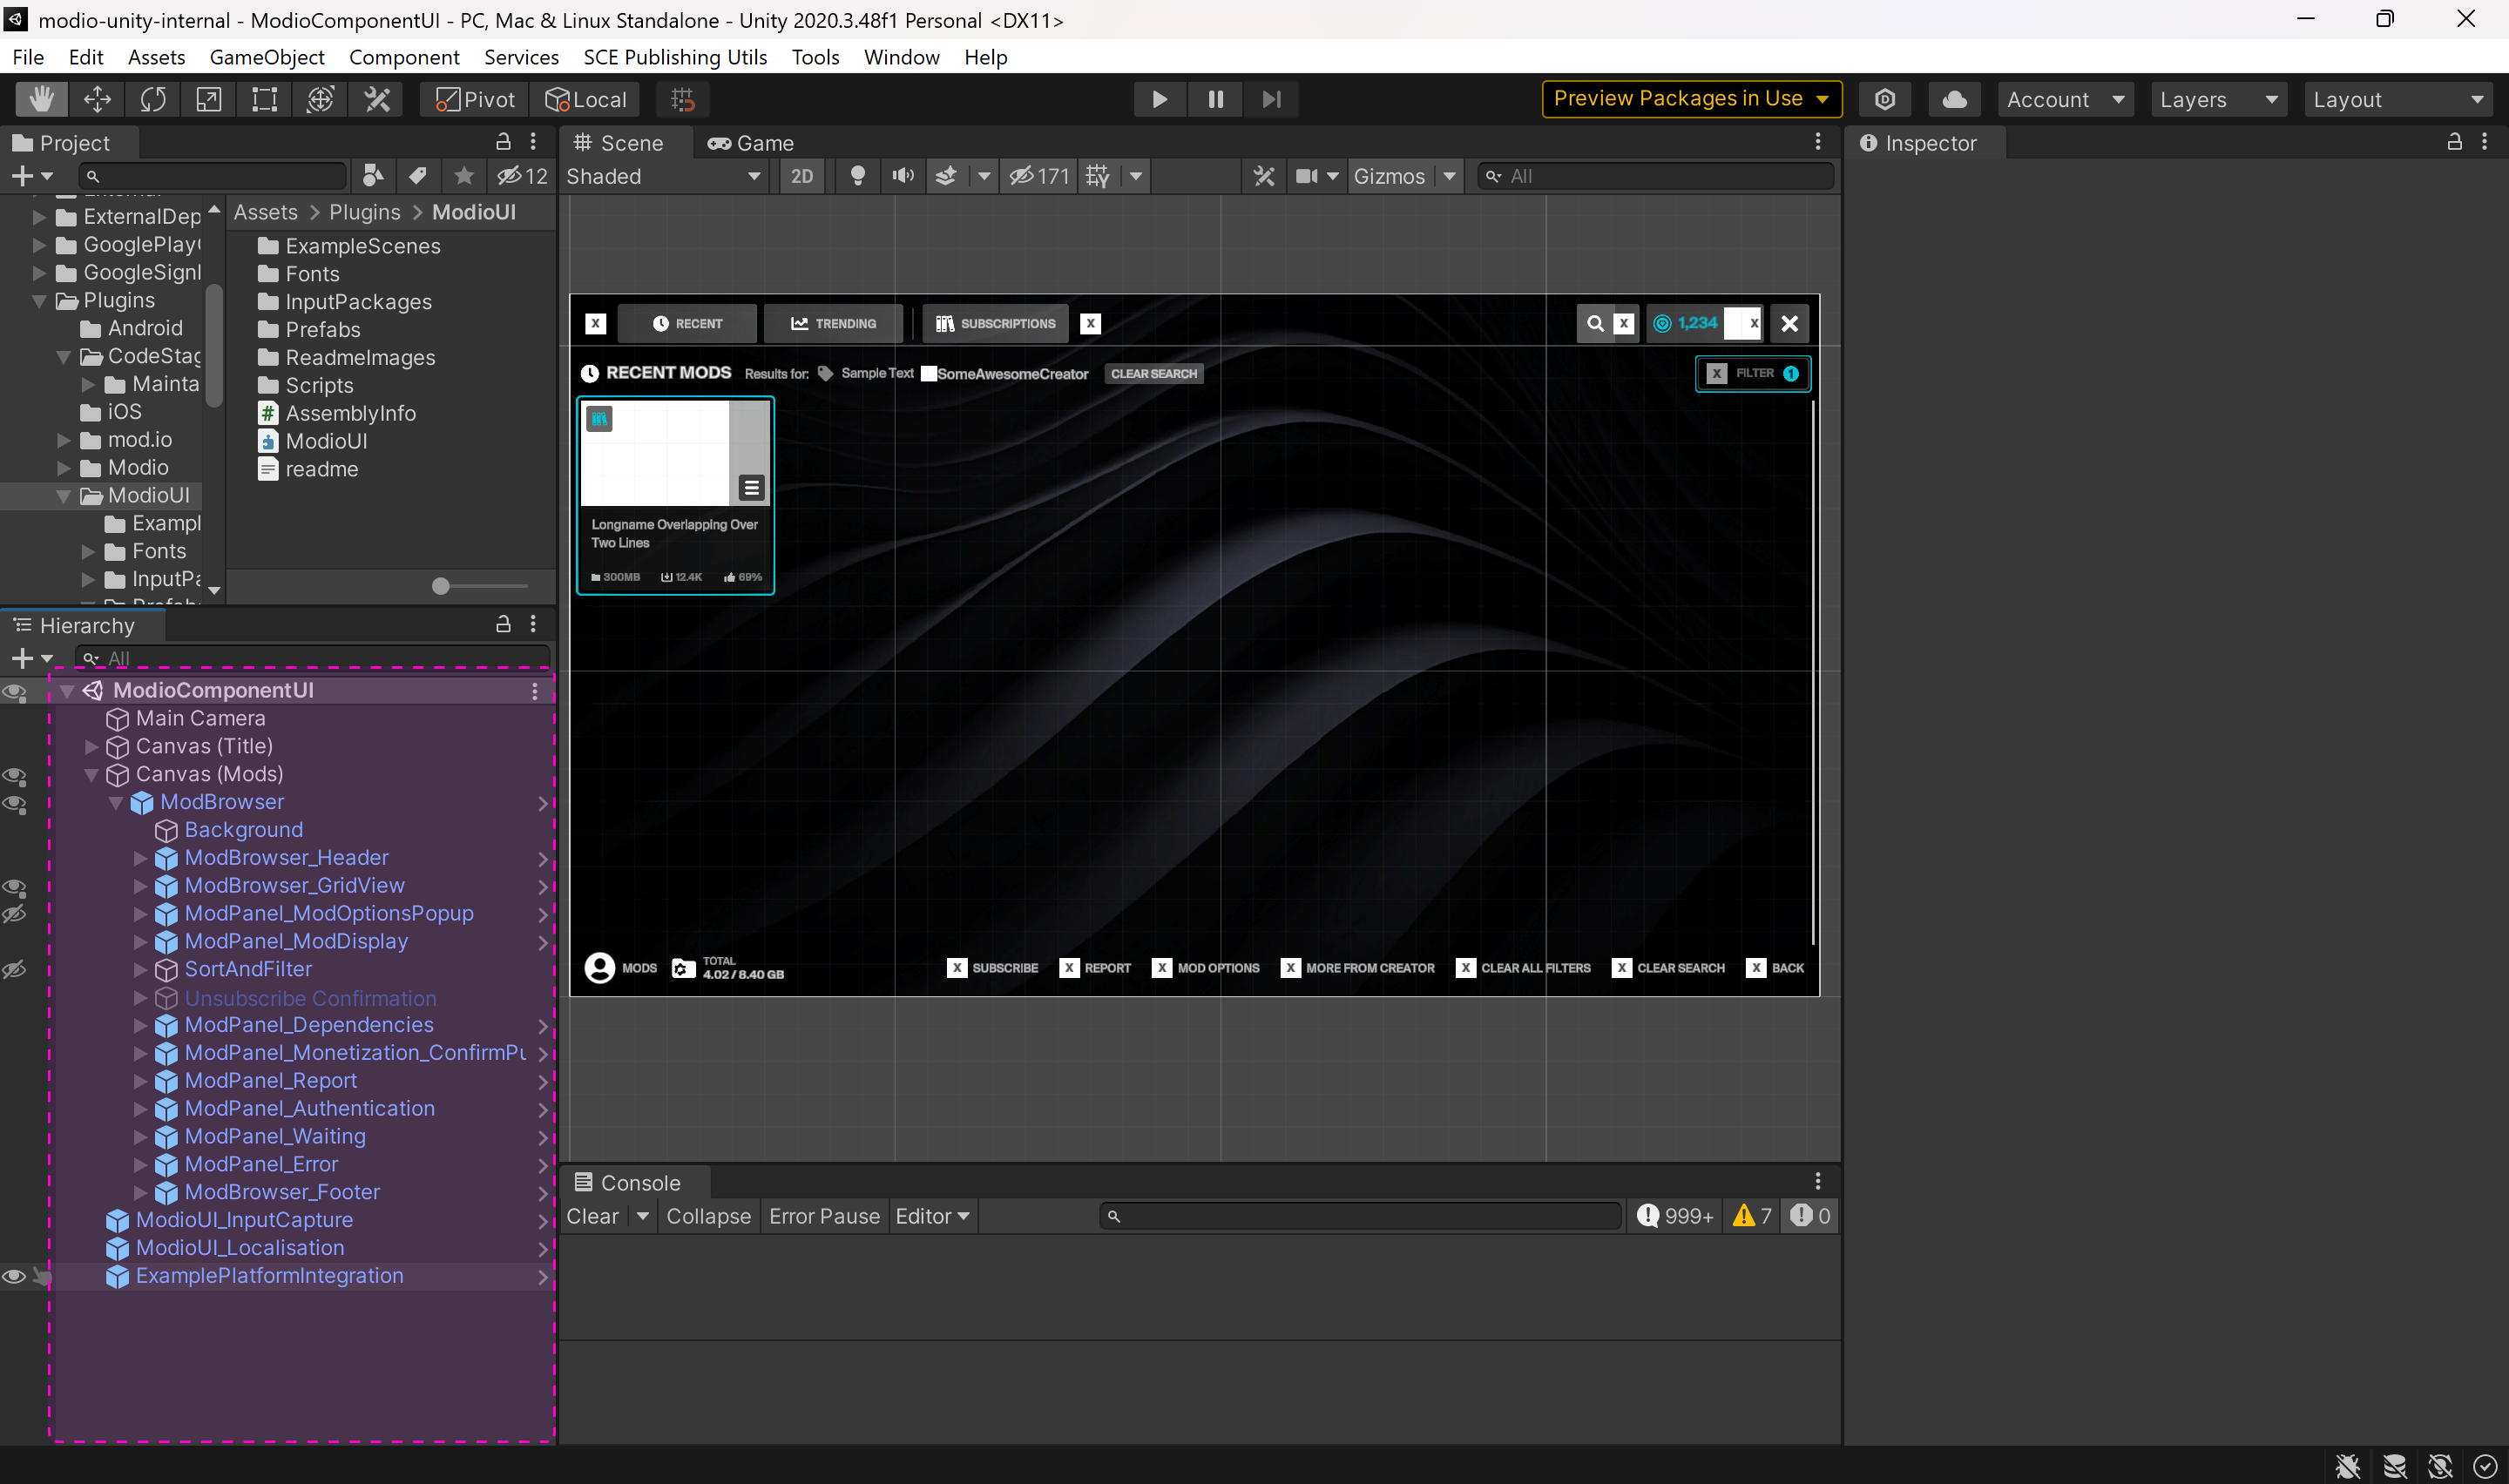 modio-unity-internal - ModioComponentUI - PC, Mac & Linux Standalone - Unity 2020.3.48f1 Personal <DX11>
File Edit Assets GameObject Component Services SCE Publishing Utils Tools Window Help
Pivot Local Preview Packages in Use Account Layers Layout
Project
12
ExternalDep
GooglePlay
GoogleSignI
Plugins
Android
CodeStag
Mainta
iOS
mod.io
Modio
ModioUI
Exampl
Fonts
InputPa
Assets > Plugins > ModioUI
ExampleScenes
Fonts
InputPackages
Prefabs
ReadmeImages
Scripts
AssemblyInfo
ModioUI
readme
Hierarchy
All
ModioComponentUI
Main Camera
Canvas (Title)
Canvas (Mods)
ModBrowser
Background
ModBrowser_Header
ModBrowser_GridView
ModPanel_ModOptionsPopup
ModPanel_ModDisplay
SortAndFilter
Unsubscribe Confirmation
ModPanel_Dependencies
ModPanel_Monetization_ConfirmPu
ModPanel_Report
ModPanel_Authentication
ModPanel_Waiting
ModPanel_Error
ModBrowser_Footer
ModioUI_InputCapture
ModioUI_Localisation
ExamplePlatformIntegration
Scene Game
Shaded 2D 171 Gizmos All
X RECENT TRENDING SUBSCRIPTIONS X X 1,234 X
RECENT MODS Results for: Sample Text SomeAwesomeCreator CLEAR SEARCH X FILTER 1
Longname Overlapping Over
Two Lines
300MB 12.4K 69%
MODS TOTAL
4.02 / 8.40 GB
X SUBSCRIBE X REPORT X MOD OPTIONS X MORE FROM CREATOR X CLEAR ALL FILTERS X CLEAR SEARCH X BACK
Console
Clear Collapse Error Pause Editor 999+ 7 0
Inspector